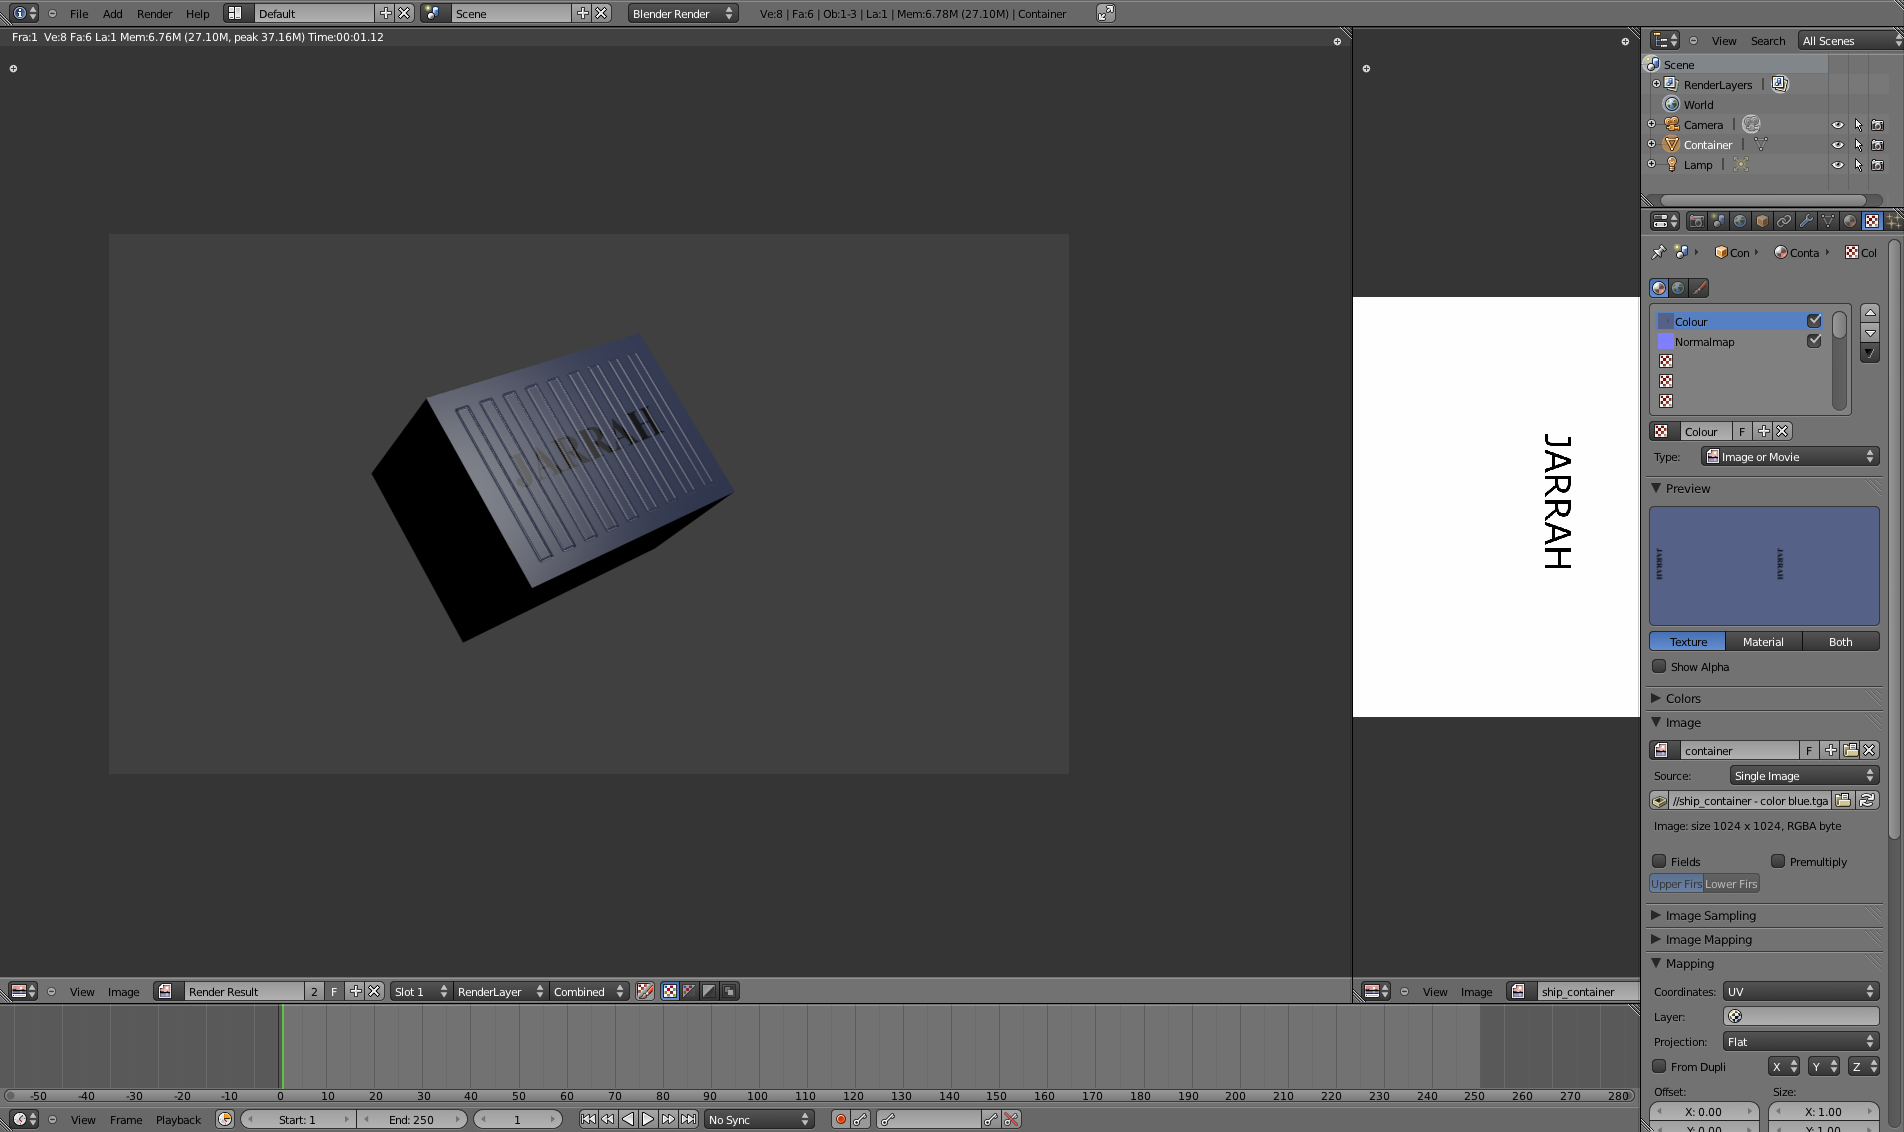 File Add Render Help Default Scene Blender Render Ve:8 | Fa:6 | Ob:1-3 | La:1 | Mem:6.78M (27.10M) | Container
Fra:1 Ve:8 Fa:6 La:1 Mem:6.76M (27.10M, peak 37.16M) Time:00:01.12
JARRAH
JARRAH
View Search All Scenes
Scene
RenderLayers |
World
Camera |
Container |
Lamp |
Con Conta Col
Colour
Normalmap
Colour F
Type: Image or Movie
Preview
JARRAH JARRAH
Texture Material Both
Show Alpha
Colors
Image
container F
Source: Single Image
//ship_container - color blue.tga
Image: size 1024 x 1024, RGBA byte
Fields Premultiply
Upper Firs Lower Firs
Image Sampling
Image Mapping
Mapping
Coordinates: UV
Layer:
Projection: Flat
From Dupli X Y Z
Offset: Size:
X: 0.00 X: 1.00
Y: 0.00 Y: 1.00
View Image Render Result 2 F Slot 1 RenderLayer Combined
View Image ship_container
-50 -40 -30 -20 -10 0 10 20 30 40 50 60 70 80 90 100 110 120 130 140 150 160 170 180 190 200 210 220 230 240 250 260 270 280
View Frame Playback Start: 1 End: 250 1 No Sync